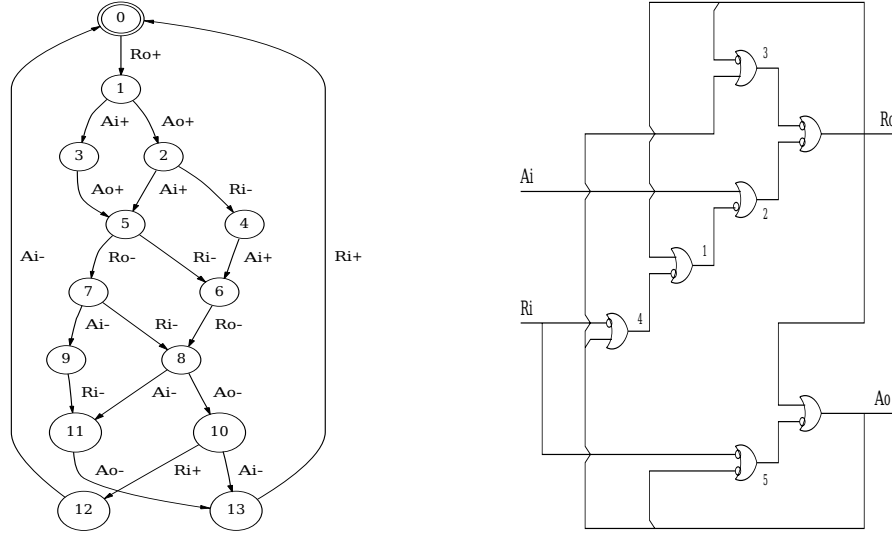 0
Ro+
1
Ai+
Ao+
3
2
Ao+
Ai+
Ri-
5
4
Ro-
Ri-
Ai+
7
6
Ai-
Ri-
Ro-
9
8
Ri-
Ai-
Ao-
11
10
Ao-
Ri+
Ai-
12
13
Ai-
Ri+
3
Ro
Ai
2
1
Ri
4
Ao
5